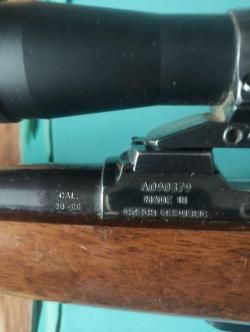 CAL.
30-06
A090379
MADE IN
CZECH REPUBLIC